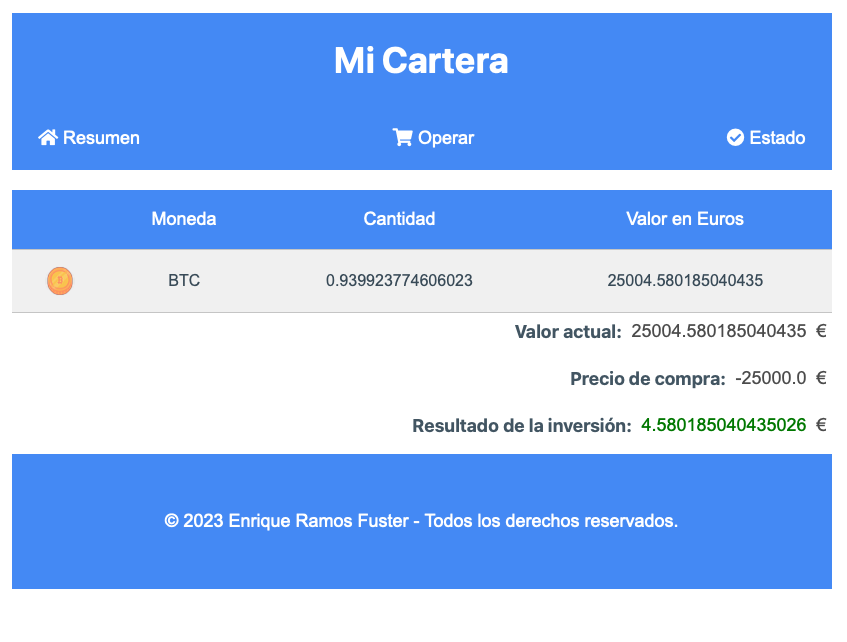 Mi Cartera
Resumen Operar Estado
Moneda Cantidad Valor en Euros
BTC 0.939923774606023 25004.580185040435
Valor actual: 25004.580185040435 €
Precio de compra: -25000.0 €
Resultado de la inversión: 4.580185040435026 €
© 2023 Enrique Ramos Fuster - Todos los derechos reservados.